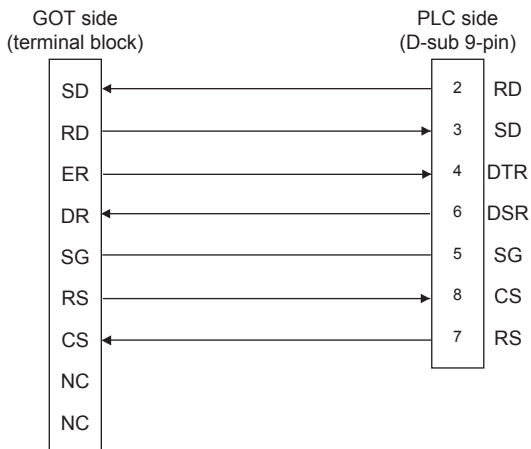 GOT side
(terminal block)
PLC side
(D-sub 9-pin)
SD 2 RD
RD 3 SD
ER 4 DTR
DR 6 DSR
SG 5 SG
RS 8 CS
CS 7 RS
NC
NC